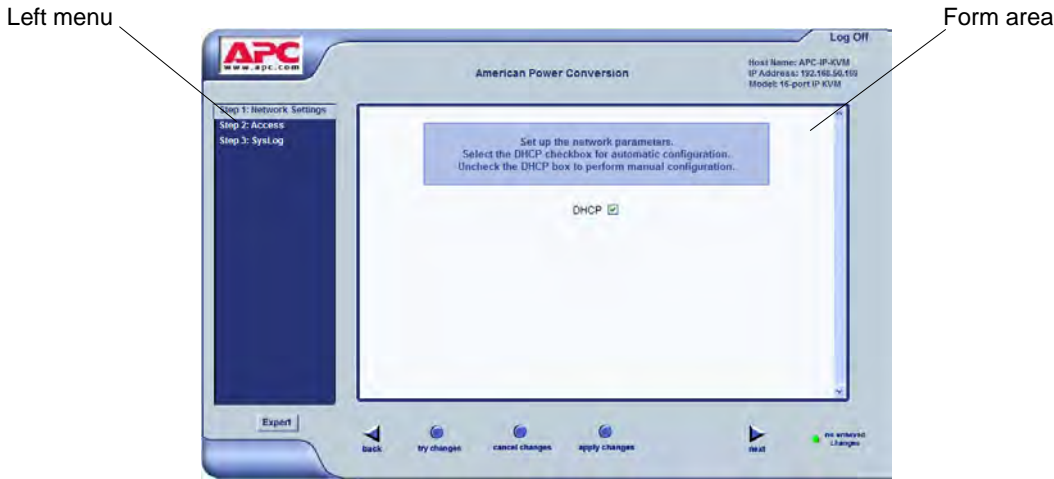 Left menu
Form area
Log Off
APC
www.apc.com
American Power Conversion
Host Name: APC-IP-KVM
IP Address: 192.168.50.169
Model: 16-port IP KVM
Step 1: Network Settings
Step 2: Access
Step 3: SysLog
Set up the network parameters.
Select the DHCP checkbox for automatic configuration.
Uncheck the DHCP box to perform manual configuration.
DHCP
Expert
back
try changes
cancel changes
apply changes
next
no unsaved
Changes